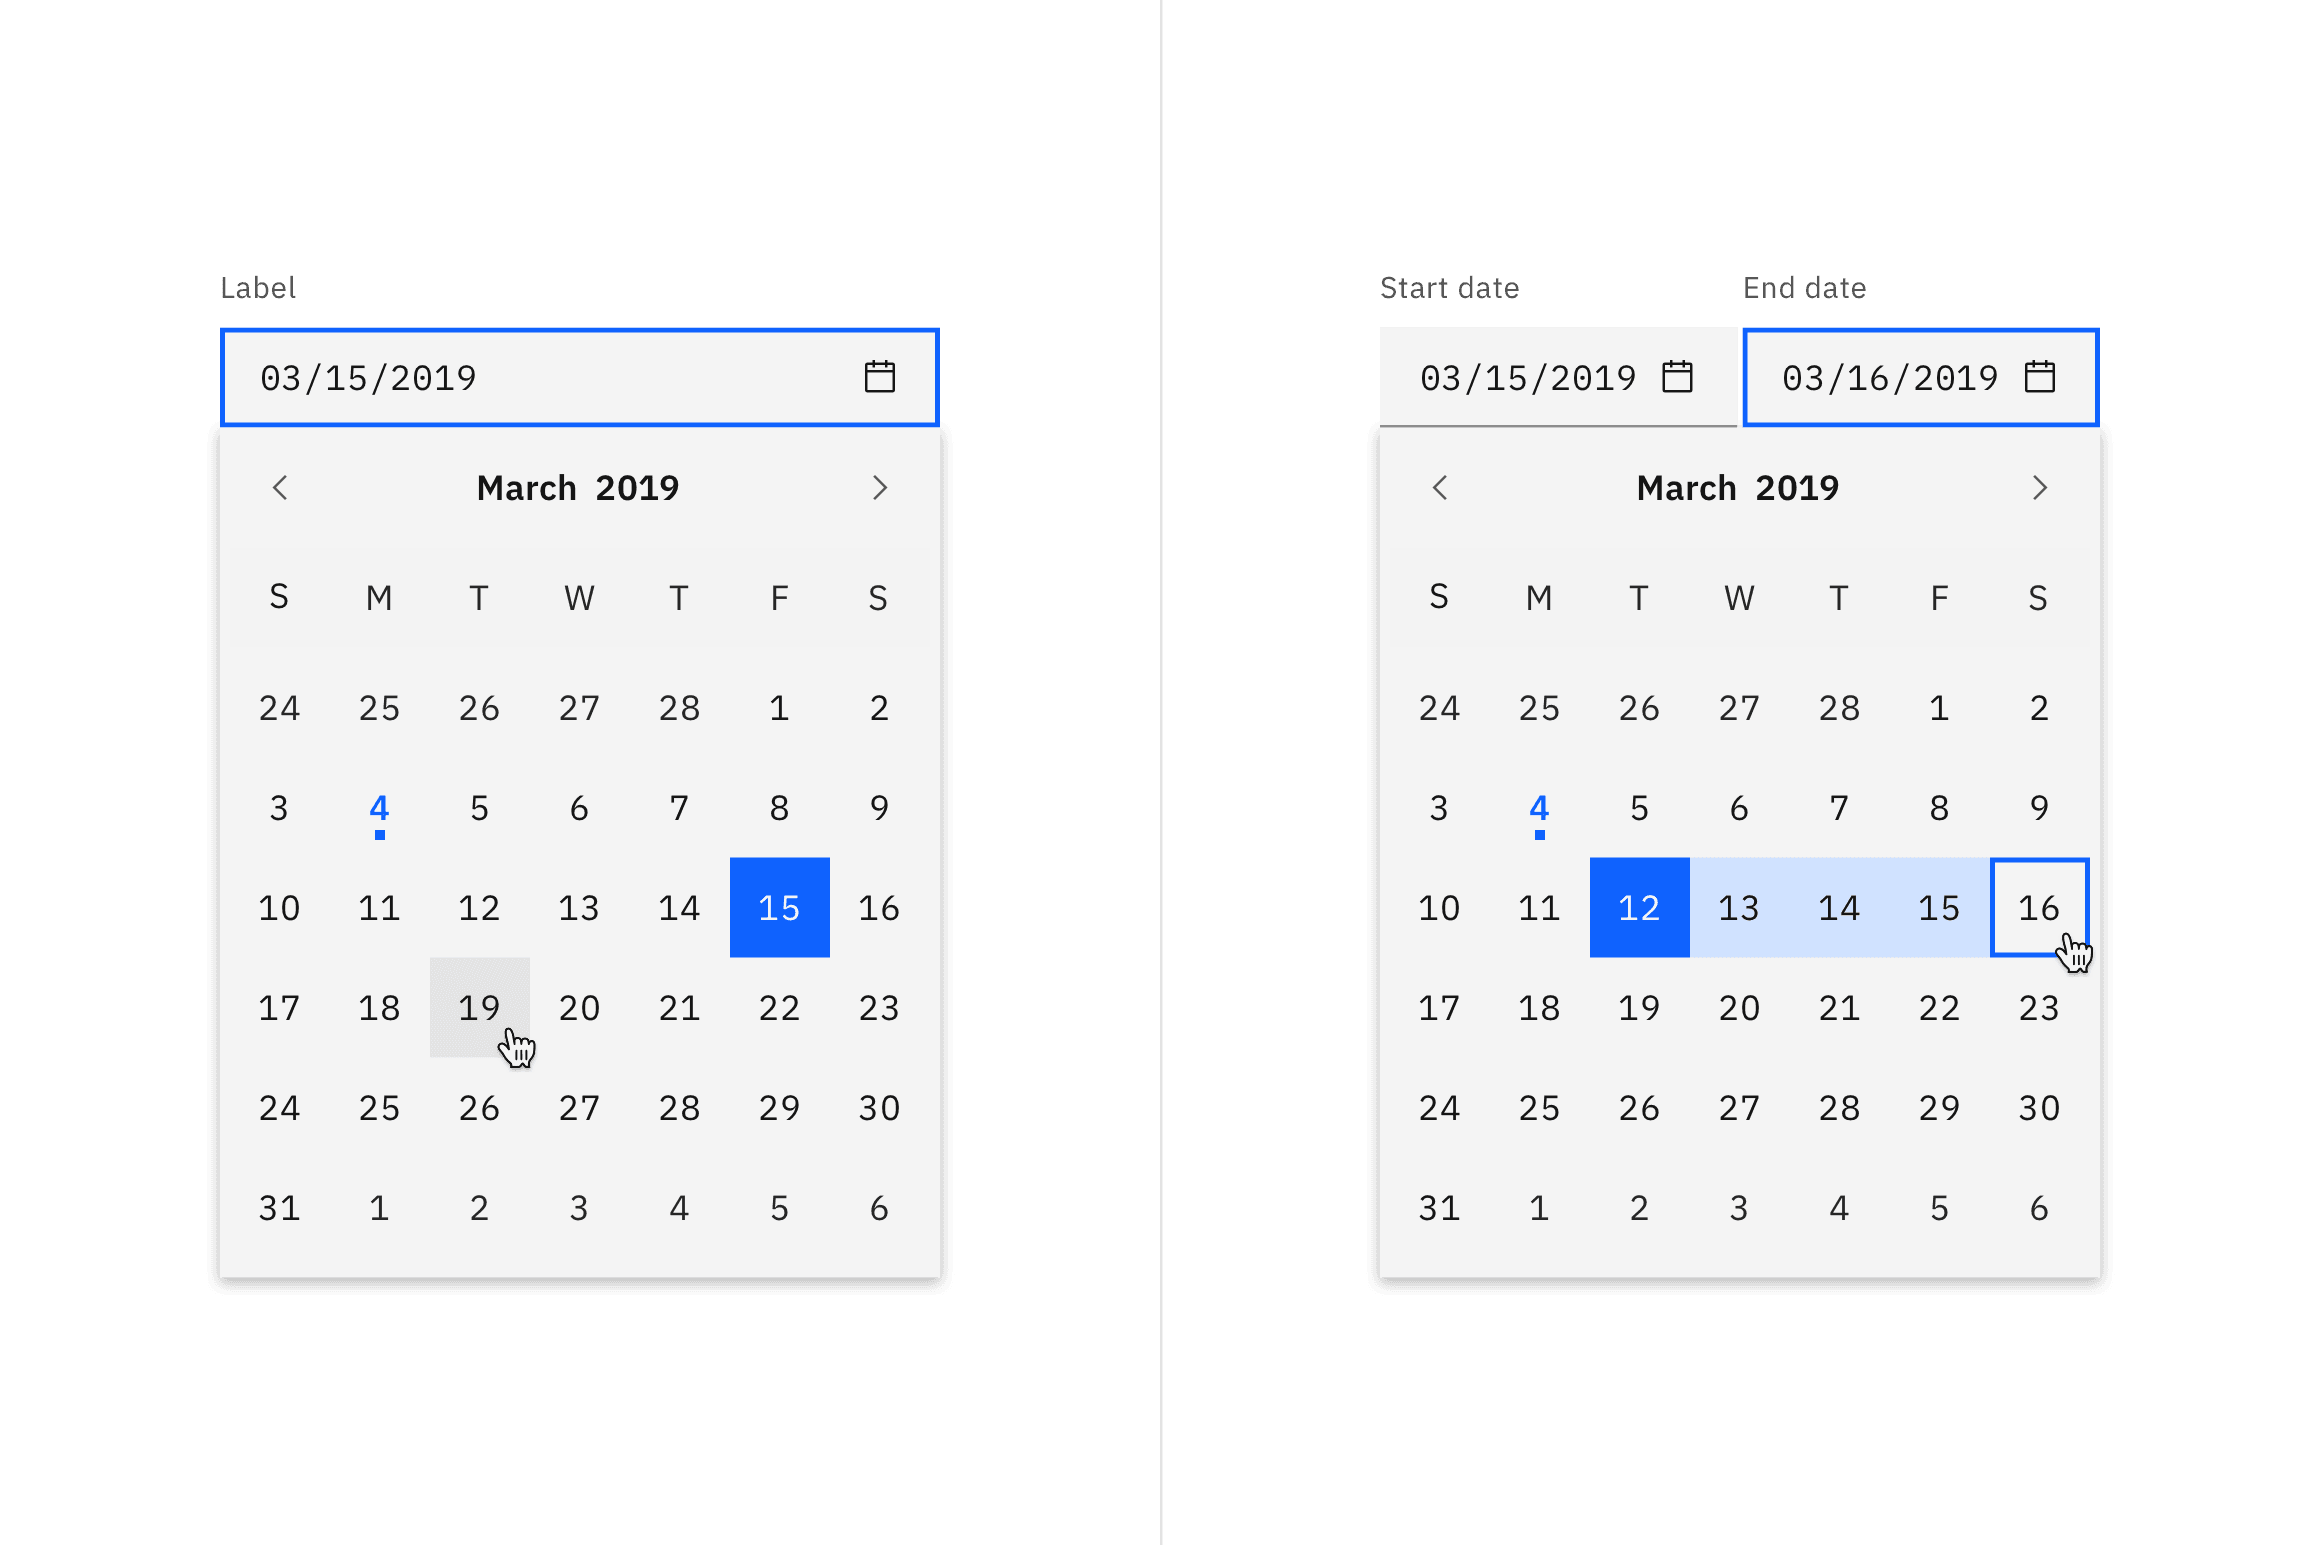 Label
03/15/2019
March 2019
S M T W T F S
24 25 26 27 28 1 2
3 4 5 6 7 8 9
10 11 12 13 14 15 16
17 18 19 20 21 22 23
24 25 26 27 28 29 30
31 1 2 3 4 5 6
Start date End date
03/15/2019 03/16/2019
March 2019
S M T W T F S
24 25 26 27 28 1 2
3 4 5 6 7 8 9
10 11 12 13 14 15 16
17 18 19 20 21 22 23
24 25 26 27 28 29 30
31 1 2 3 4 5 6